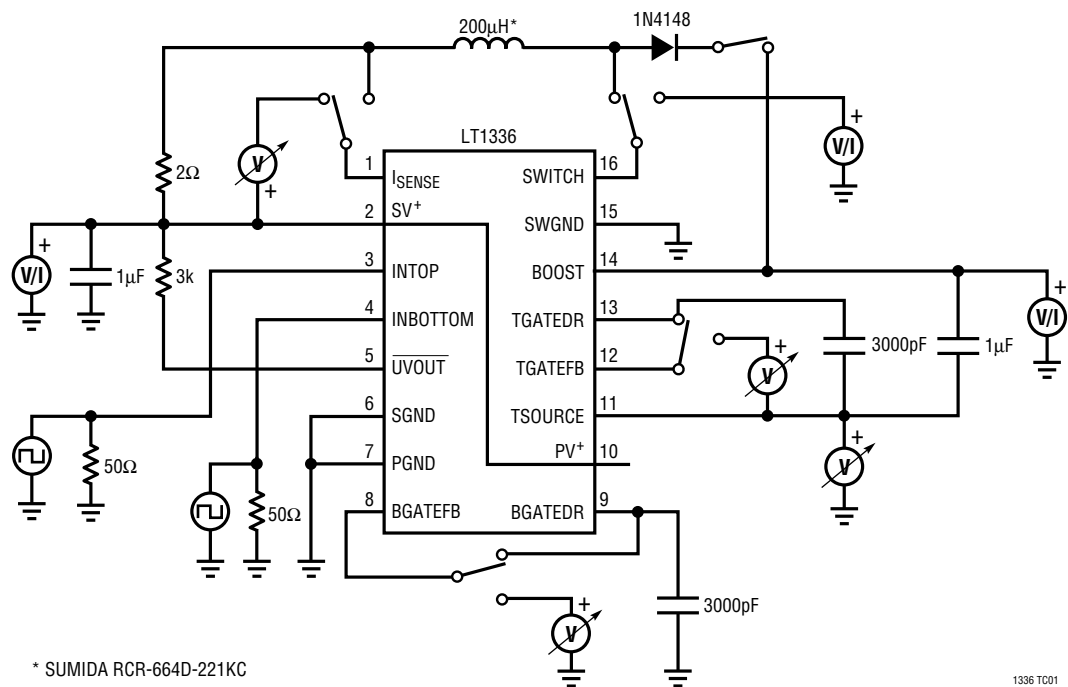 200µH*
1N4148
LT1336
2Ω
V
+
+
V/I
1
ISENSE
16
SWITCH
2
SV+
15
SWGND
+
V/I
1µF
3k
3
INTOP
14
BOOST
+
V/I
4
INBOTTOM
13
TGATEDR
5
UVOUT
12
TGATEFB
+
V
3000pF
1µF
6
SGND
11
TSOURCE
50Ω
7
PGND
PV+
10
+
V
50Ω
8
BGATEFB
9
BGATEDR
+
V
3000pF
* SUMIDA RCR-664D-221KC
1336 TC01